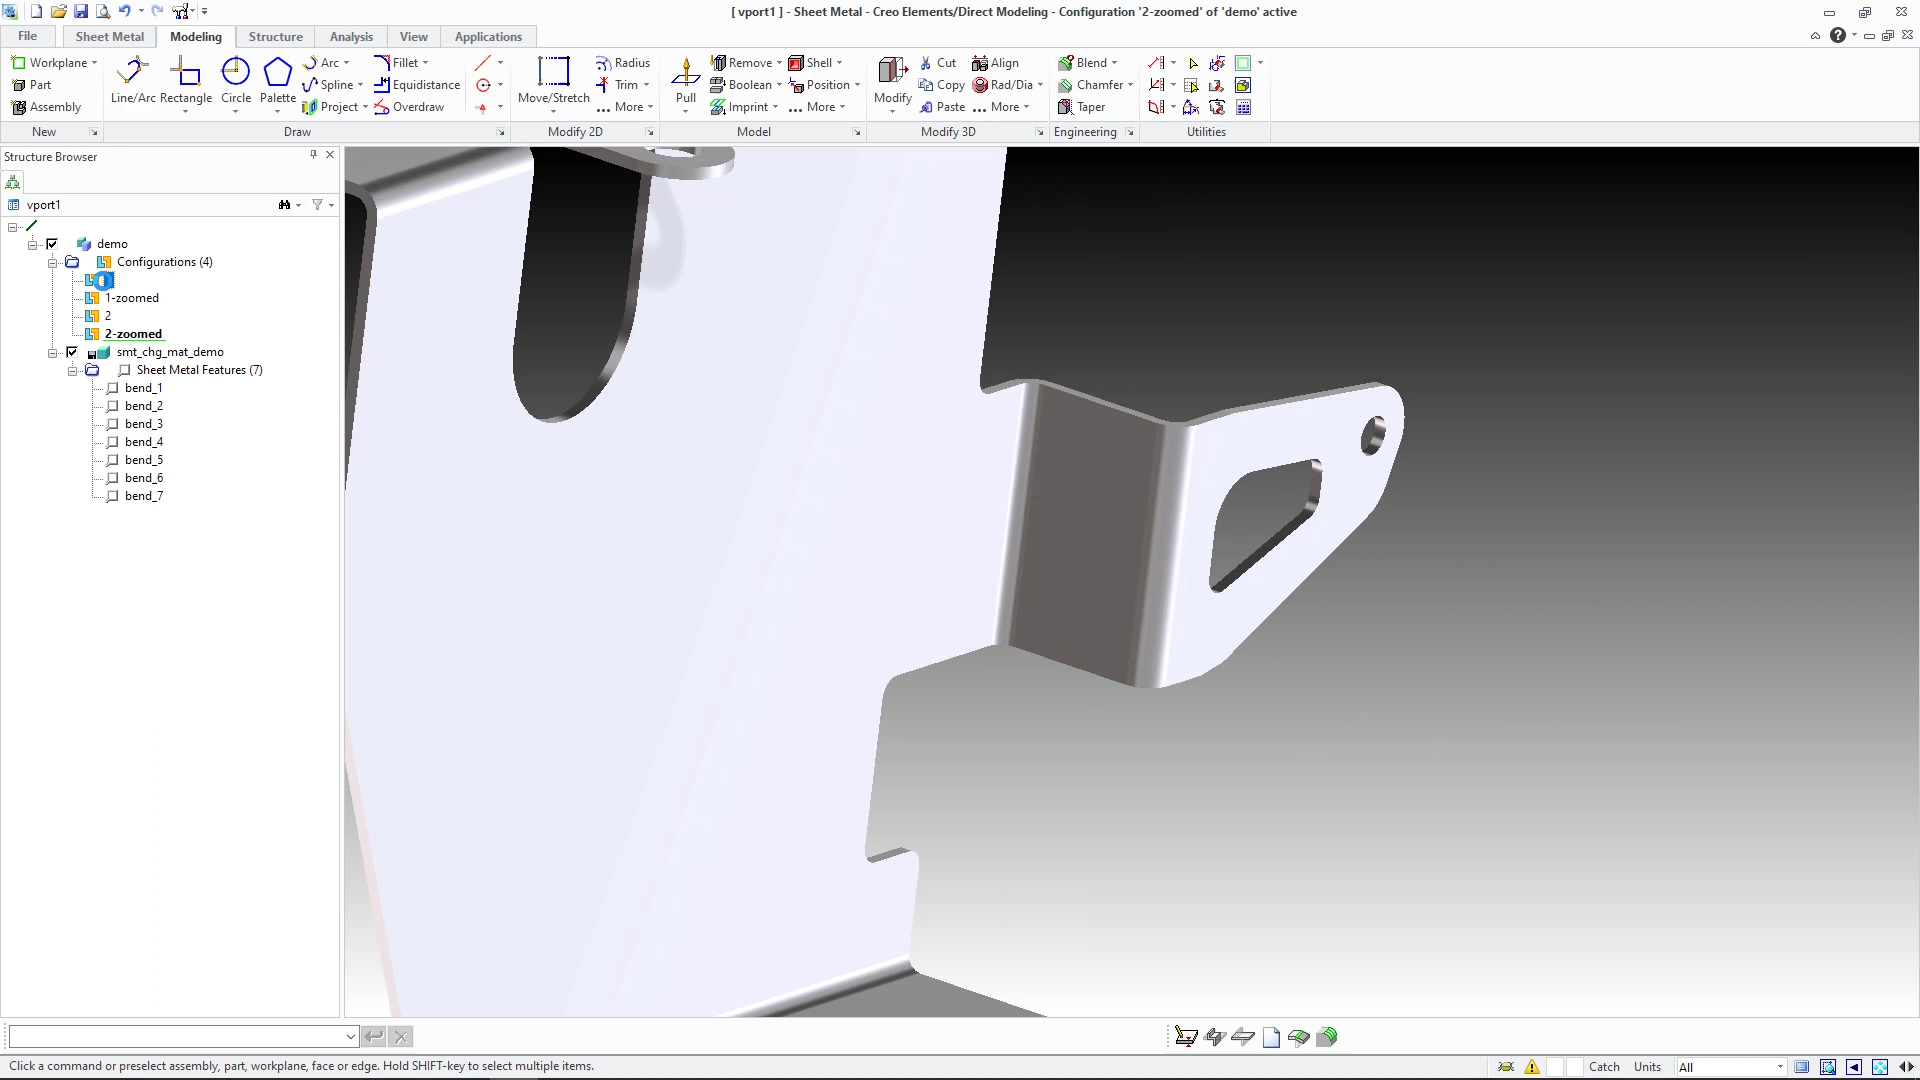 [ vport1 ] - Sheet Metal - Creo Elements/Direct Modeling - Configuration '2-zoomed' of 'demo' active
File Sheet Metal Modeling Structure Analysis View Applications
Workplane
Part
Assembly
New
Line/Arc Rectangle Circle Palette
Arc
Spline
Project
Fillet
Equidistance
Overdraw
Draw
Move/Stretch
Radius
Trim
... More
Modify 2D
Pull
Remove
Boolean
Imprint
Shell
Position
... More
Model
Modify
Cut
Copy
Paste
Align
Rad/Dia
... More
Modify 3D
Blend
Chamfer
Taper
Engineering
Utilities
Structure Browser
vport1
demo
Configurations (4)
1-zoomed
2
2-zoomed
smt_chg_mat_demo
Sheet Metal Features (7)
bend_1
bend_2
bend_3
bend_4
bend_5
bend_6
bend_7
Click a command or preselect assembly, part, workplane, face or edge. Hold SHIFT-key to select multiple items.
Catch Units All